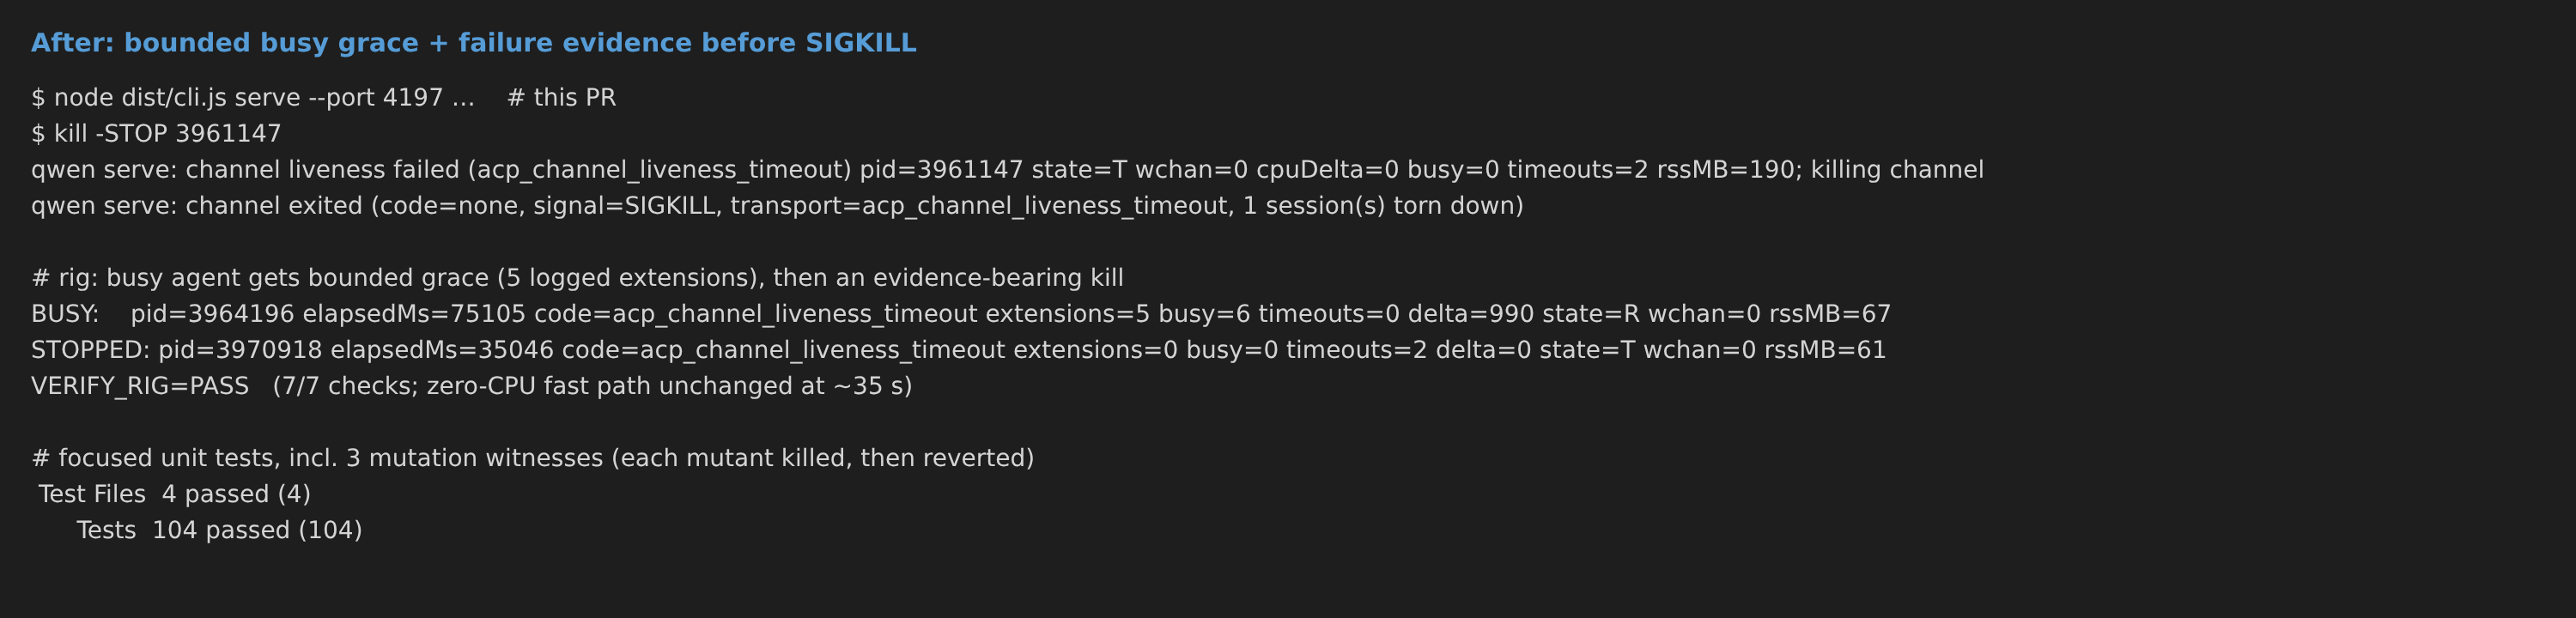 After: bounded busy grace + failure evidence before SIGKILL
$ node dist/cli.js serve --port 4197 …    # this PR
$ kill -STOP 3961147
qwen serve: channel liveness failed (acp_channel_liveness_timeout) pid=3961147 state=T wchan=0 cpuDelta=0 busy=0 timeouts=2 rssMB=190; killing channel
qwen serve: channel exited (code=none, signal=SIGKILL, transport=acp_channel_liveness_timeout, 1 session(s) torn down)
# rig: busy agent gets bounded grace (5 logged extensions), then an evidence-bearing kill
BUSY:    pid=3964196 elapsedMs=75105 code=acp_channel_liveness_timeout extensions=5 busy=6 timeouts=0 delta=990 state=R wchan=0 rssMB=67
STOPPED: pid=3970918 elapsedMs=35046 code=acp_channel_liveness_timeout extensions=0 busy=0 timeouts=2 delta=0 state=T wchan=0 rssMB=61
VERIFY_RIG=PASS   (7/7 checks; zero-CPU fast path unchanged at ~35 s)
# focused unit tests, incl. 3 mutation witnesses (each mutant killed, then reverted)
Test Files  4 passed (4)
Tests  104 passed (104)